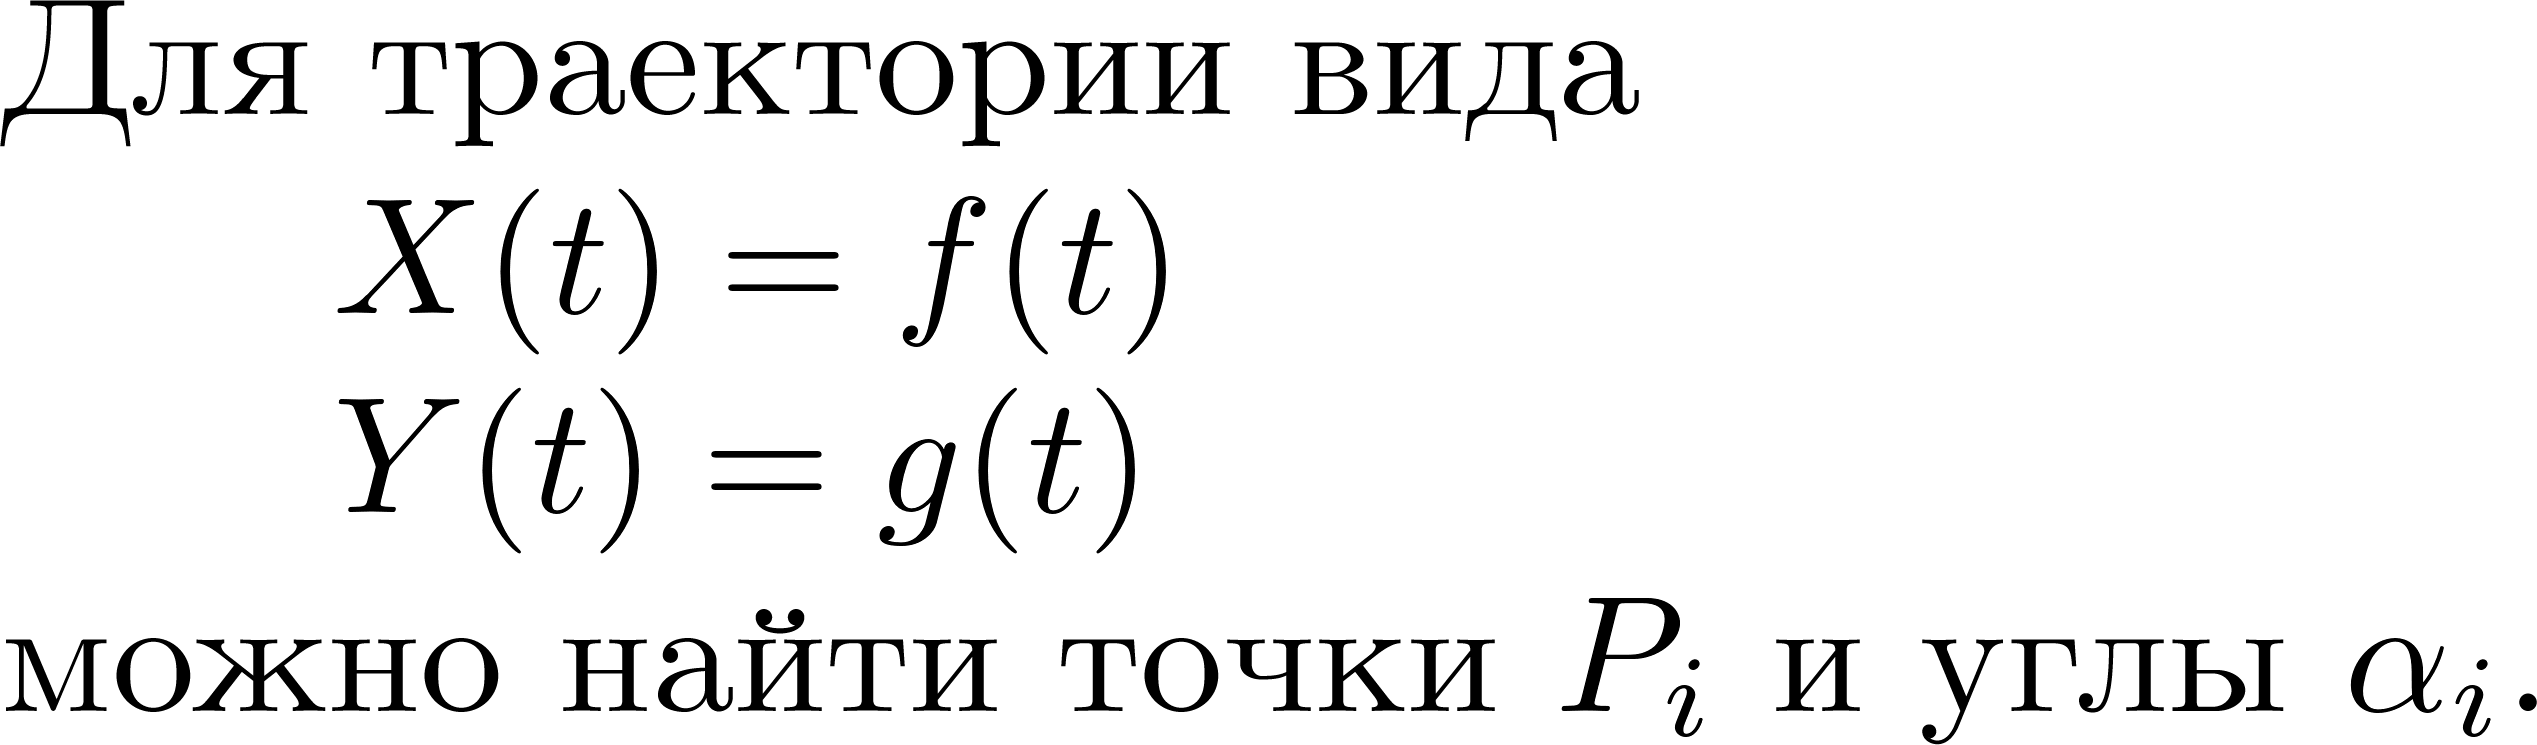 Для траектории вида
X(t) = f(t)
Y(t) = g(t)
можно найти точки P_i и углы α_i.